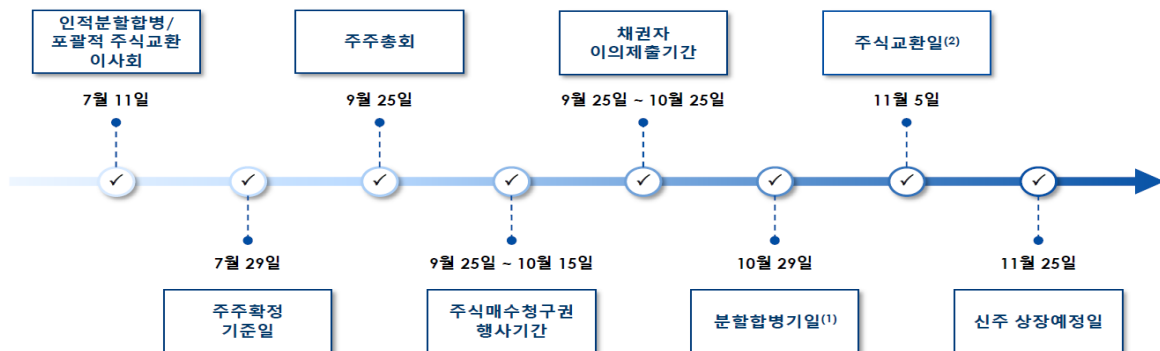 인적분할합병/
포괄적 주식교환
이사회
7월 11일
주주총회
9월 25일
채권자
이의제출기간
9월 25일 ~ 10월 25일
주식교환일(2)
11월 5일
7월 29일
주주확정
기준일
9월 25일 ~ 10월 15일
주식매수청구권
행사기간
10월 29일
분할합병기일(1)
11월 25일
신주 상장예정일